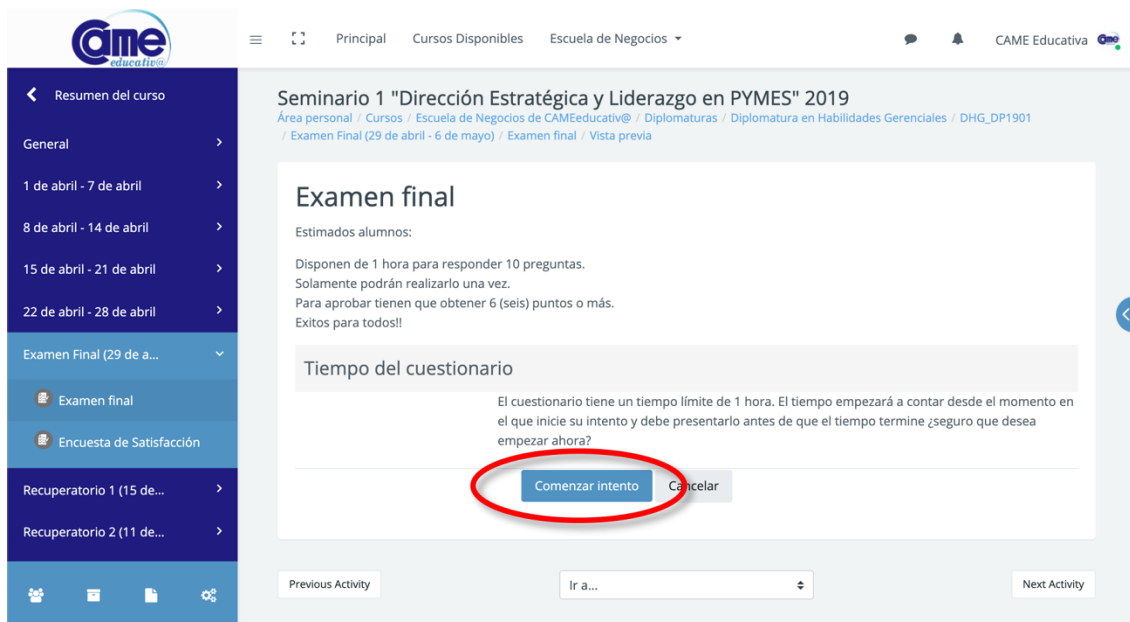 Came
educativ@
Principal
Cursos Disponibles
Escuela de Negocios
CAME Educativa
Came
Resumen del curso
General
1 de abril - 7 de abril
8 de abril - 14 de abril
15 de abril - 21 de abril
22 de abril - 28 de abril
Examen Final (29 de a...
Examen final
Encuesta de Satisfacción
Recuperatorio 1 (15 de...
Recuperatorio 2 (11 de...
Seminario 1 "Dirección Estratégica y Liderazgo en PYMES" 2019
Área personal / Cursos / Escuela de Negocios de CAMEeducativ@ / Diplomaturas / Diplomatura en Habilidades Gerenciales / DHG_DP1901
/ Examen Final (29 de abril - 6 de mayo) / Examen final / Vista previa
Examen final
Estimados alumnos:
Disponen de 1 hora para responder 10 preguntas.
Solamente podrán realizarlo una vez.
Para aprobar tienen que obtener 6 (seis) puntos o más.
Exitos para todos!!
Tiempo del cuestionario
El cuestionario tiene un tiempo límite de 1 hora. El tiempo empezará a contar desde el momento en
el que inicie su intento y debe presentarlo antes de que el tiempo termine ¿seguro que desea
empezar ahora?
Comenzar intento
Cancelar
Previous Activity
Ir a...
Next Activity